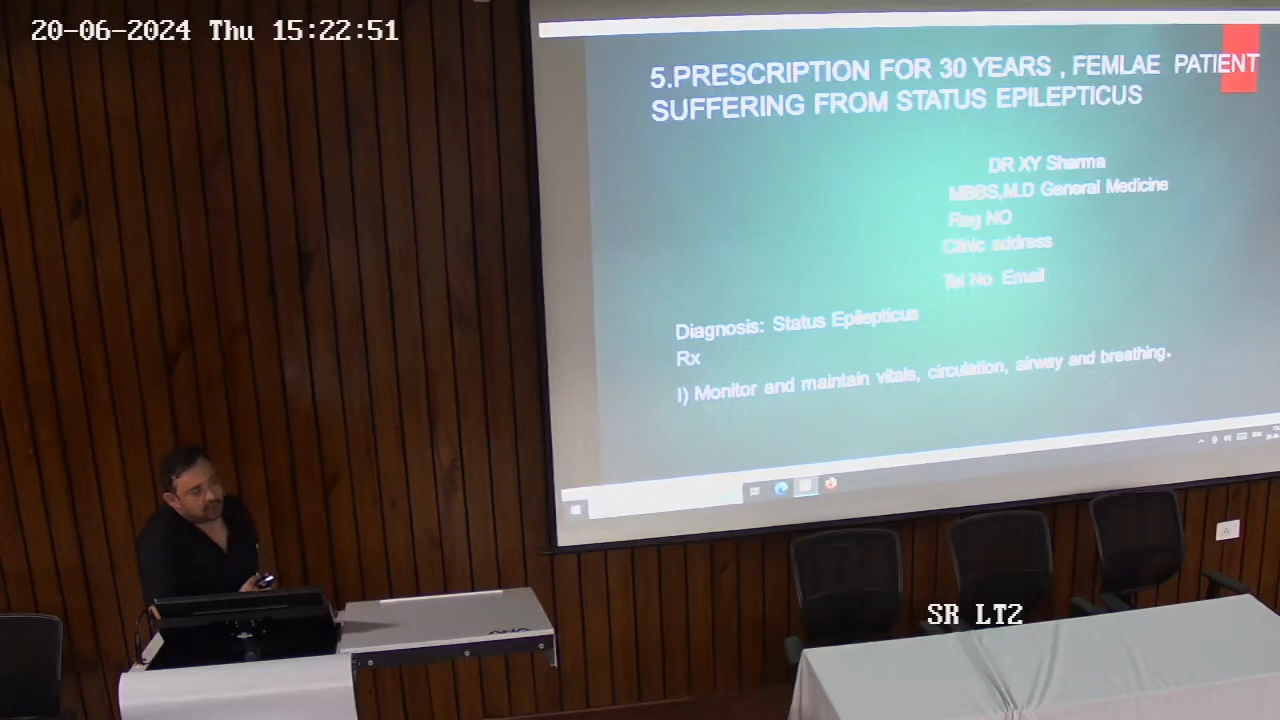 20-06-2024 Thu 15:22:51
5.PRESCRIPTION FOR 30 YEARS , FEMLAE PATIENT
SUFFERING FROM STATUS EPILEPTICUS
DR XY Sharma
MBBS,M.D General Medicine
Reg NO
Clinic address
Tel No Email
Diagnosis: Status Epilepticus
Rx
I) Monitor and maintain vitals, circulation, airway and breathing.
SR LT2